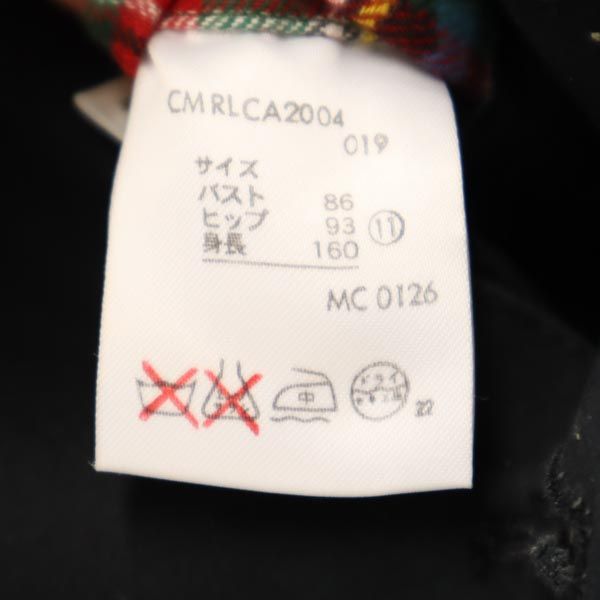 CMRLCA2004
019
サイズ
バスト 86
ヒップ 93 ⑪
身長 160
MC 0126
中
ドライ
22